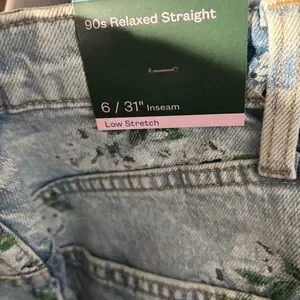 90s Relaxed Straight
6 / 31" Inseam
Low Stretch